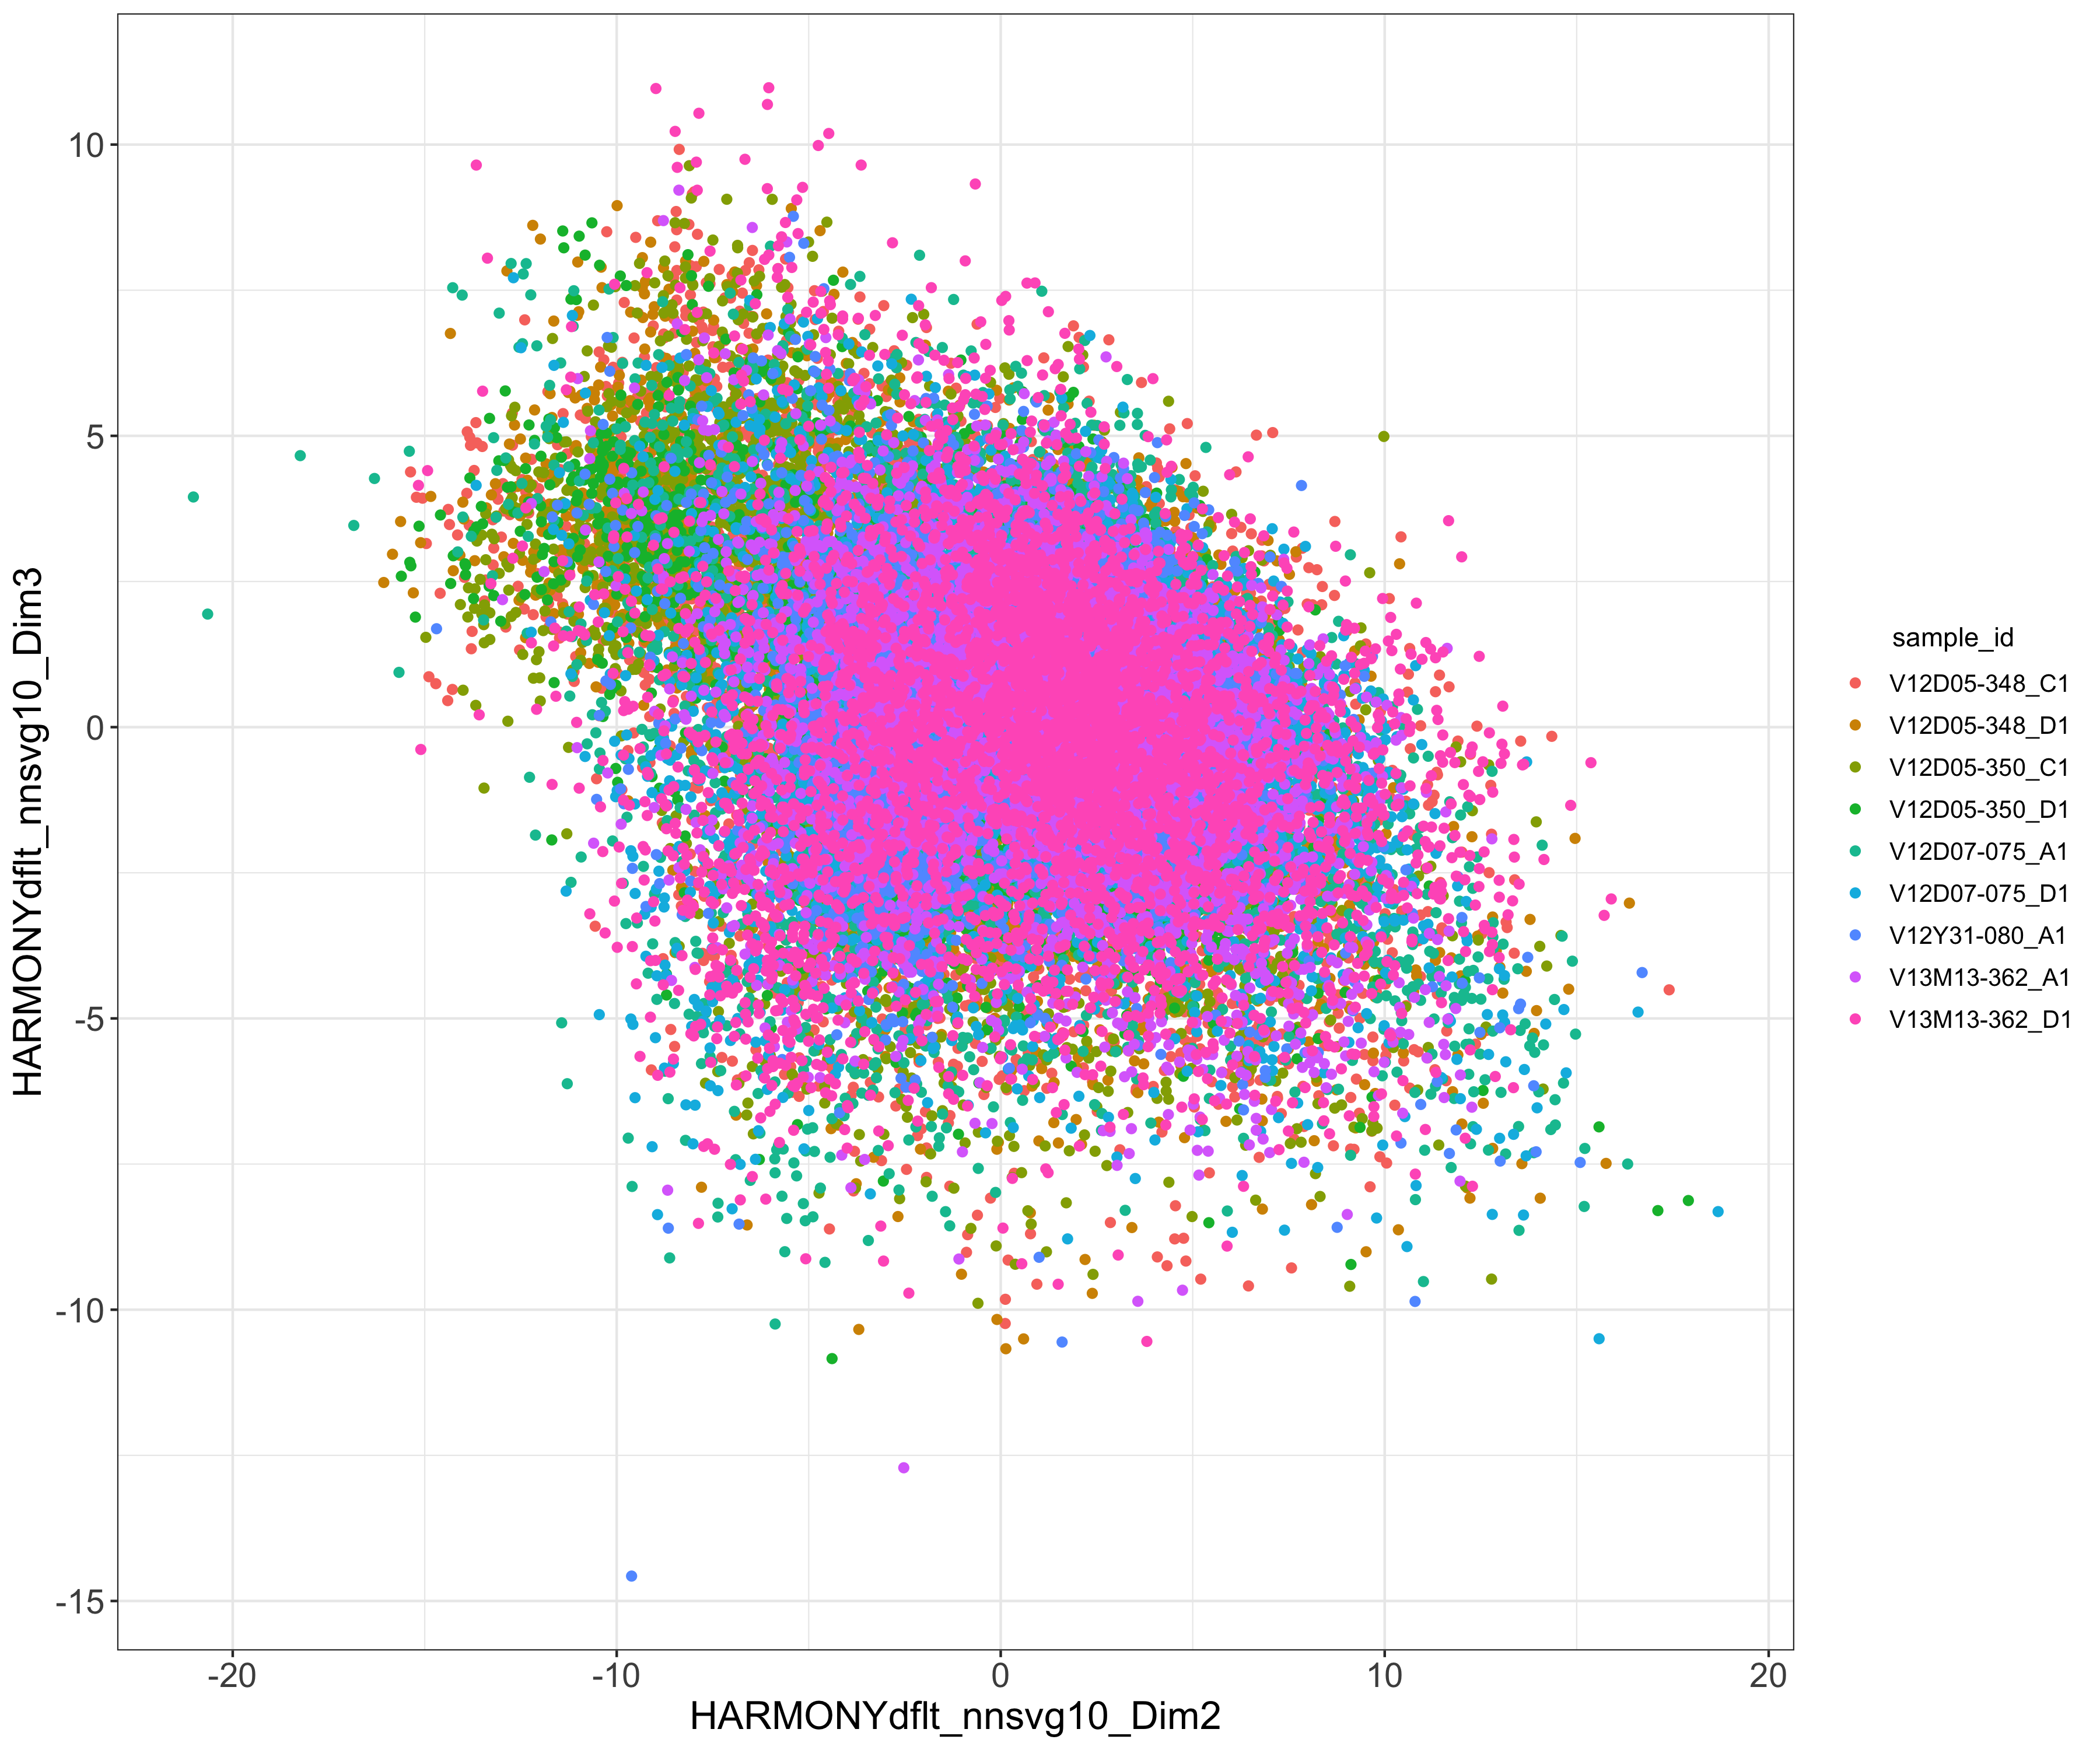 10
5
0
-5
-10
-15
HARMONYdflt_nnsvg10_Dim3
-20
-10
0
10
20
HARMONYdflt_nnsvg10_Dim2
sample_id
V12D05-348_C1
V12D05-348_D1
V12D05-350_C1
V12D05-350_D1
V12D07-075_A1
V12D07-075_D1
V12Y31-080_A1
V13M13-362_A1
V13M13-362_D1